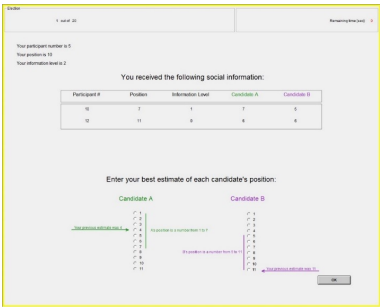 Election
4 out of 20
Remaining time [sec]: 0
Your participant number is 5
Your position is 10
Your information level is 2
You received the following social information:
Participant # Position Information Level Candidate A Candidate B
10 7 1 7 5
12 11 6 6
Enter your best estimate of each candidate's position:
Candidate A Candidate B
1 1
2 2
3 3
Your previous estimate was 4 4 A's position is a number from 1 to 7 4
5 5
6 6
7 7
8 B's position is a number from 5 to 11 8
9 9
10 10
11 11 Your previous estimate was 11
OK